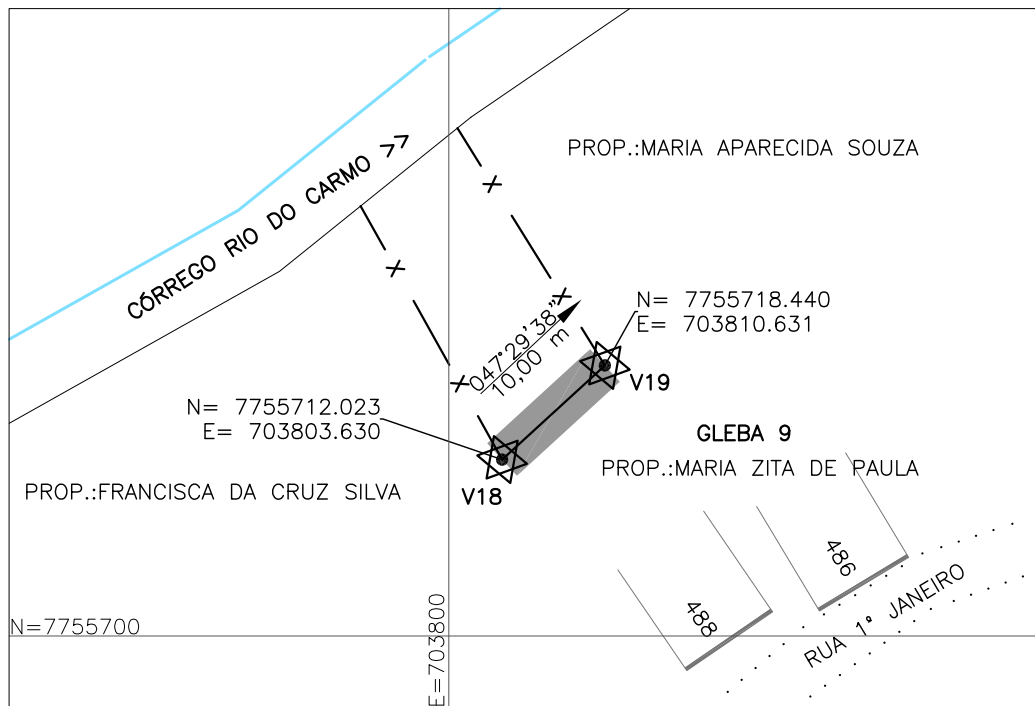 PROP.:MARIA APARECIDA SOUZA
CÓRREGO RIO DO CARMO >>
N= 7755718.440
E= 703810.631
047°29'38"
10,00 m
V19
N= 7755712.023
E= 703803.630
GLEBA 9
PROP.:MARIA ZITA DE PAULA
PROP.:FRANCISCA DA CRUZ SILVA
V18
486
488
RUA 1º JANEIRO
N=7755700
E=703800